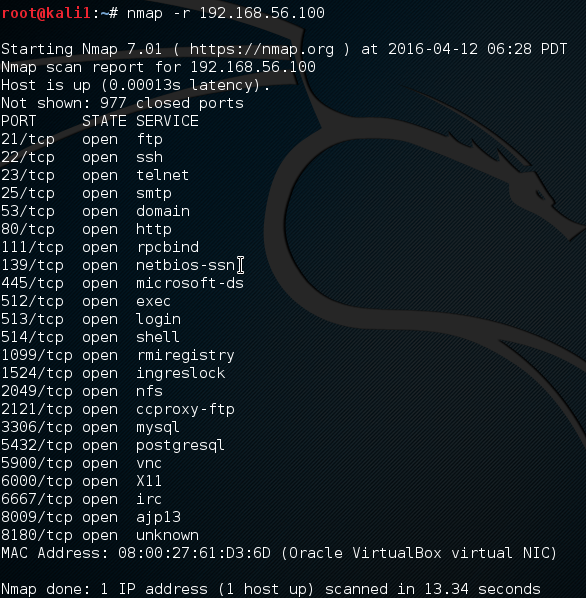 root@kali1:~# nmap -r 192.168.56.100
Starting Nmap 7.01 ( https://nmap.org ) at 2016-04-12 06:28 PDT
Nmap scan report for 192.168.56.100
Host is up (0.00013s latency).
Not shown: 977 closed ports
PORT     STATE SERVICE
21/tcp   open  ftp
22/tcp   open  ssh
23/tcp   open  telnet
25/tcp   open  smtp
53/tcp   open  domain
80/tcp   open  http
111/tcp  open  rpcbind
139/tcp  open  netbios-ssn
445/tcp  open  microsoft-ds
512/tcp  open  exec
513/tcp  open  login
514/tcp  open  shell
1099/tcp open  rmiregistry
1524/tcp open  ingreslock
2049/tcp open  nfs
2121/tcp open  ccproxy-ftp
3306/tcp open  mysql
5432/tcp open  postgresql
5900/tcp open  vnc
6000/tcp open  X11
6667/tcp open  irc
8009/tcp open  ajp13
8180/tcp open  unknown
MAC Address: 08:00:27:61:D3:6D (Oracle VirtualBox virtual NIC)
Nmap done: 1 IP address (1 host up) scanned in 13.34 seconds